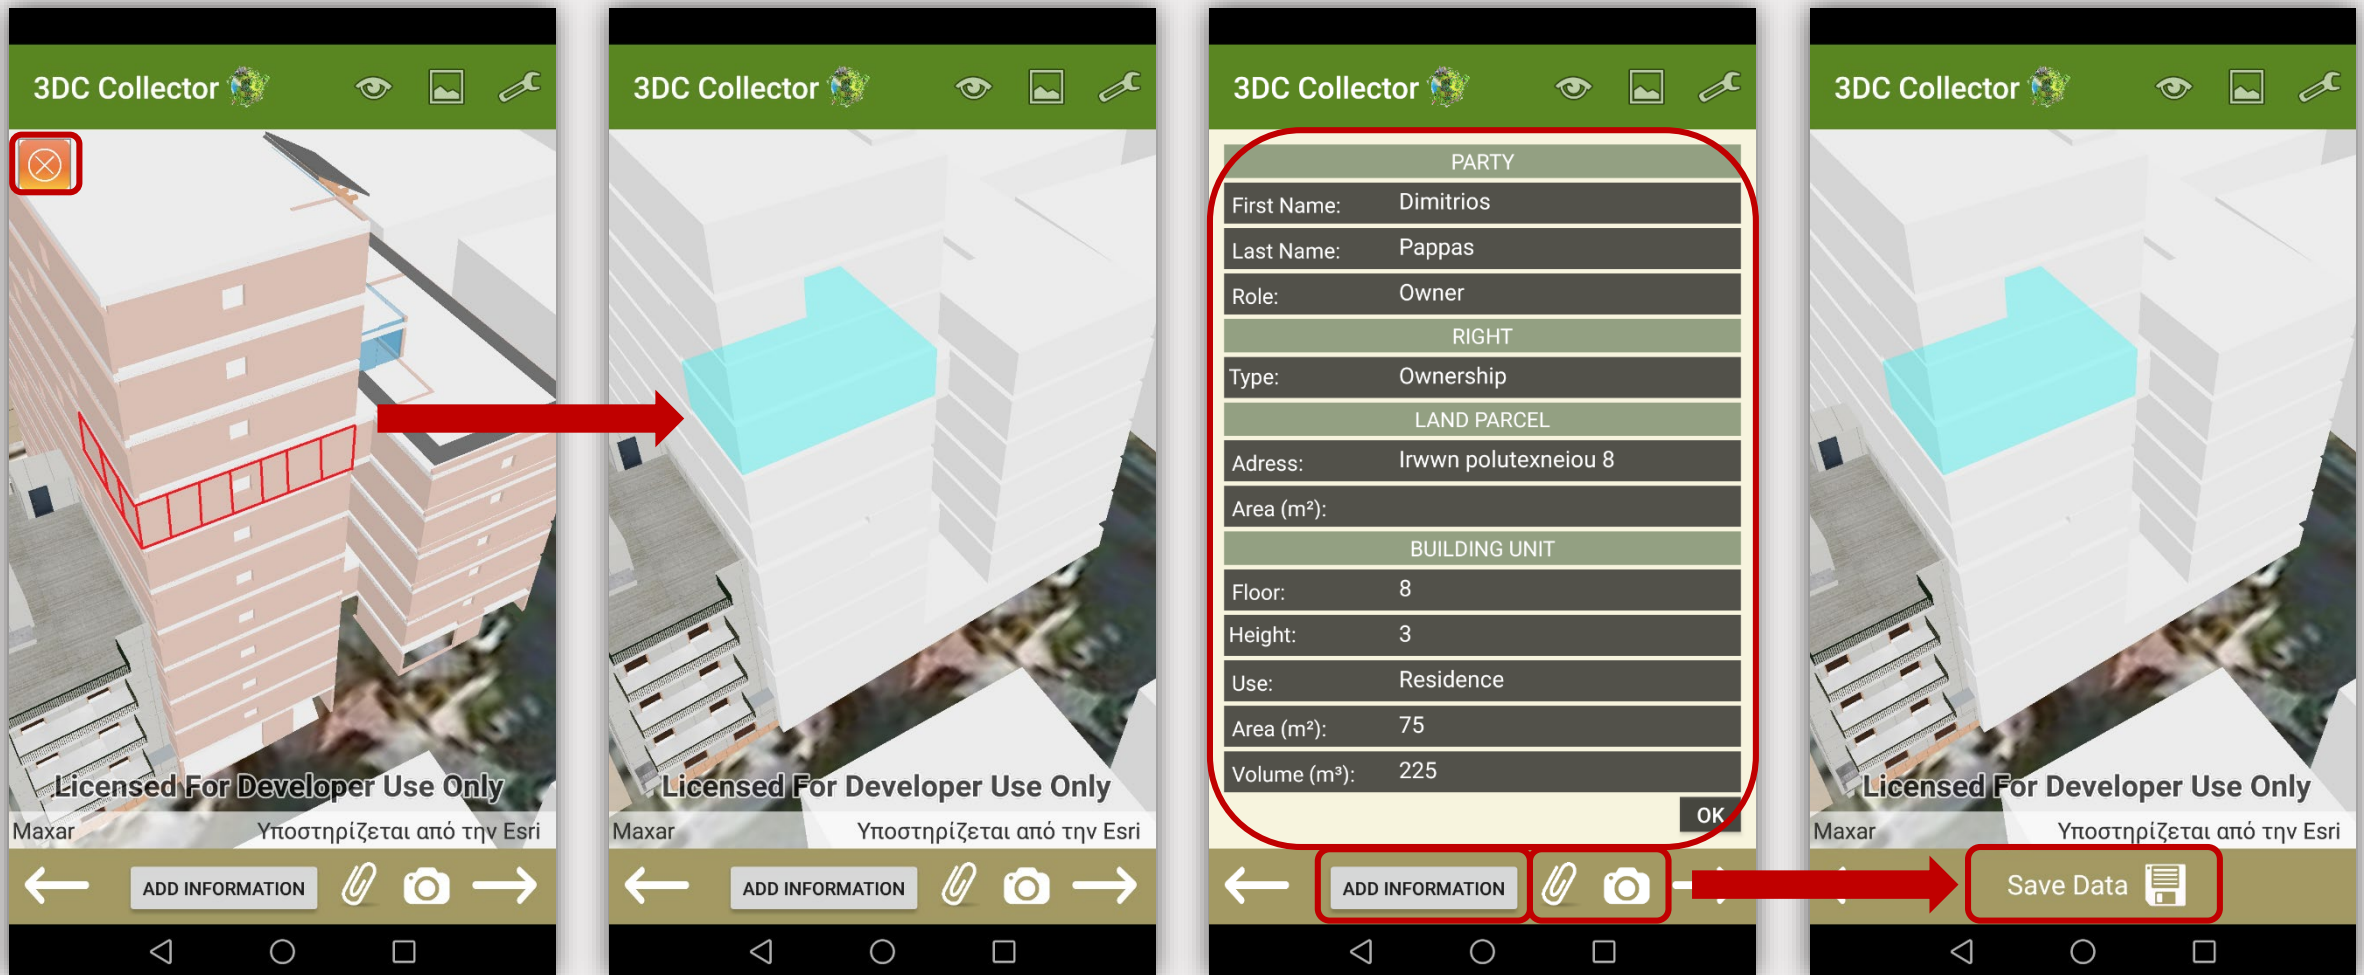 3DC Collector
Licensed For Developer Use Only
Maxar Υποστηρίζεται από την Esri
ADD INFORMATION
3DC Collector
Licensed For Developer Use Only
Maxar Υποστηρίζεται από την Esri
ADD INFORMATION
3DC Collector
PARTY
First Name: Dimitrios
Last Name: Pappas
Role: Owner
RIGHT
Type: Ownership
LAND PARCEL
Adress: Irwwn polutexneiou 8
Area (m²):
BUILDING UNIT
Floor: 8
Height: 3
Use: Residence
Area (m²): 75
Volume (m³): 225
OK
ADD INFORMATION
3DC Collector
Licensed For Developer Use Only
Maxar Υποστηρίζεται από την Esri
Save Data